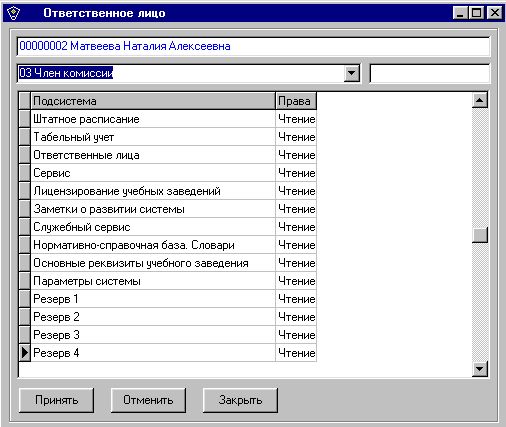 Ответственное лицо
00000002 Матвеева Наталия Алексеевна
03 Член комиссии
Подсистема Права
Штатное расписание Чтение
Табельный учет Чтение
Ответственные лица Чтение
Сервис Чтение
Лицензирование учебных заведений Чтение
Заметки о развитии системы Чтение
Служебный сервис Чтение
Нормативно-справочная база. Словари Чтение
Основные реквизиты учебного заведения Чтение
Параметры системы Чтение
Резерв 1 Чтение
Резерв 2 Чтение
Резерв 3 Чтение
Резерв 4 Чтение
Принять Отменить Закрыть